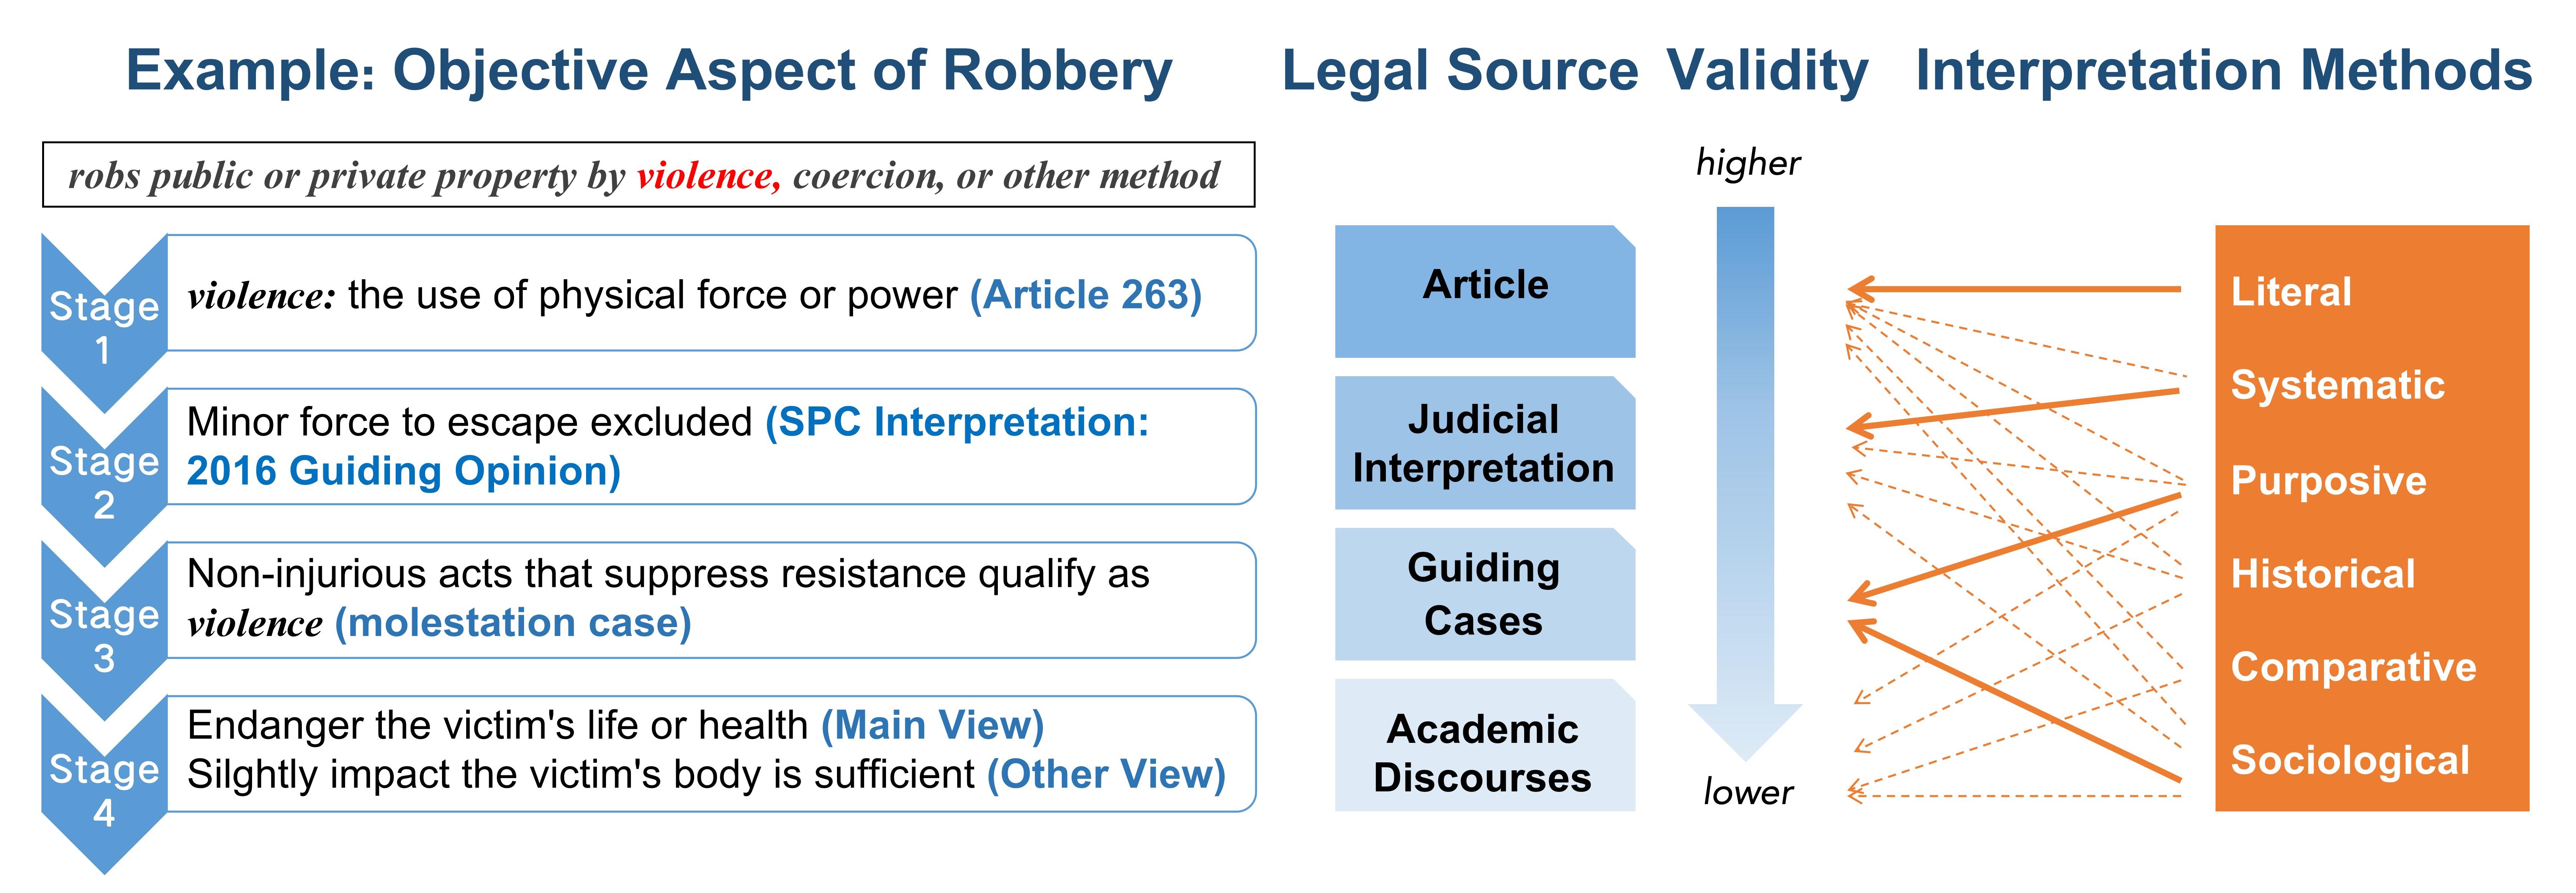 Example: Objective Aspect of Robbery
Legal Source
Validity
Interpretation Methods
robs public or private property by violence, coercion, or other method
Stage
1
violence: the use of physical force or power (Article 263)
Stage
2
Minor force to escape excluded (SPC Interpretation:
2016 Guiding Opinion)
Stage
3
Non-injurious acts that suppress resistance qualify as
violence (molestation case)
Stage
4
Endanger the victim's life or health (Main View)
Silghtly impact the victim's body is sufficient (Other View)
Article
Judicial
Interpretation
Guiding
Cases
Academic
Discourses
higher
lower
Literal
Systematic
Purposive
Historical
Comparative
Sociological